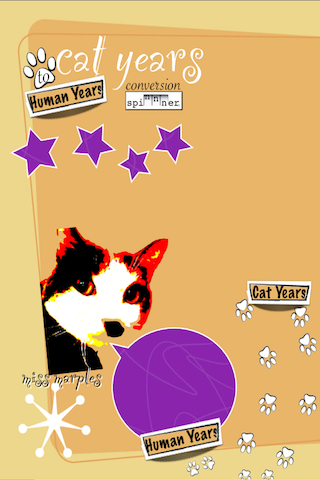 cat years
to
Human Years
conversion
spinner
Cat Years
miss marples
Human Years